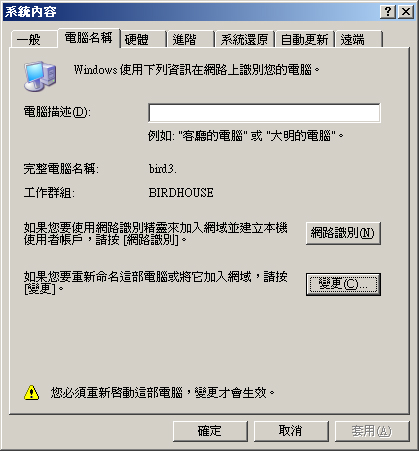 系統內容
一般
電腦名稱
硬體
進階
系統還原
自動更新
遠端
Windows 使用下列資訊在網路上識別您的電腦。
電腦描述(D):
例如: "客廳的電腦" 或 "大明的電腦"。
完整電腦名稱: bird3.
工作群組: BIRDHOUSE
如果您要使用網路識別精靈來加入網域並建立本機
使用者帳戶，請按 [網路識別]。
網路識別(N)
如果您要重新命名這部電腦或將它加入網域，請按
[變更]。
變更(C)...
您必須重新啟動這部電腦，變更才會生效。
確定
取消
套用(A)